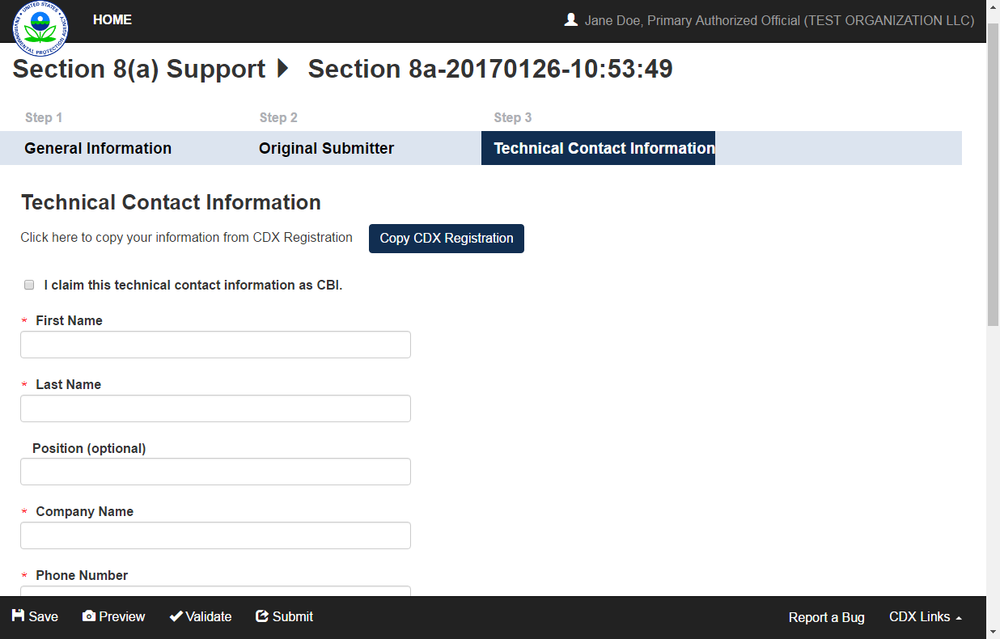 UNITED STATES
ENVIRONMENTAL PROTECTION AGENCY
HOME
Jane Doe, Primary Authorized Official (TEST ORGANIZATION LLC)
Section 8(a) Support Section 8a-20170126-10:53:49
Step 1 Step 2 Step 3
General Information Original Submitter Technical Contact Information
Technical Contact Information
Click here to copy your information from CDX Registration Copy CDX Registration
I claim this technical contact information as CBI.
* First Name
* Last Name
Position (optional)
* Company Name
* Phone Number
Save Preview Validate Submit Report a Bug CDX Links